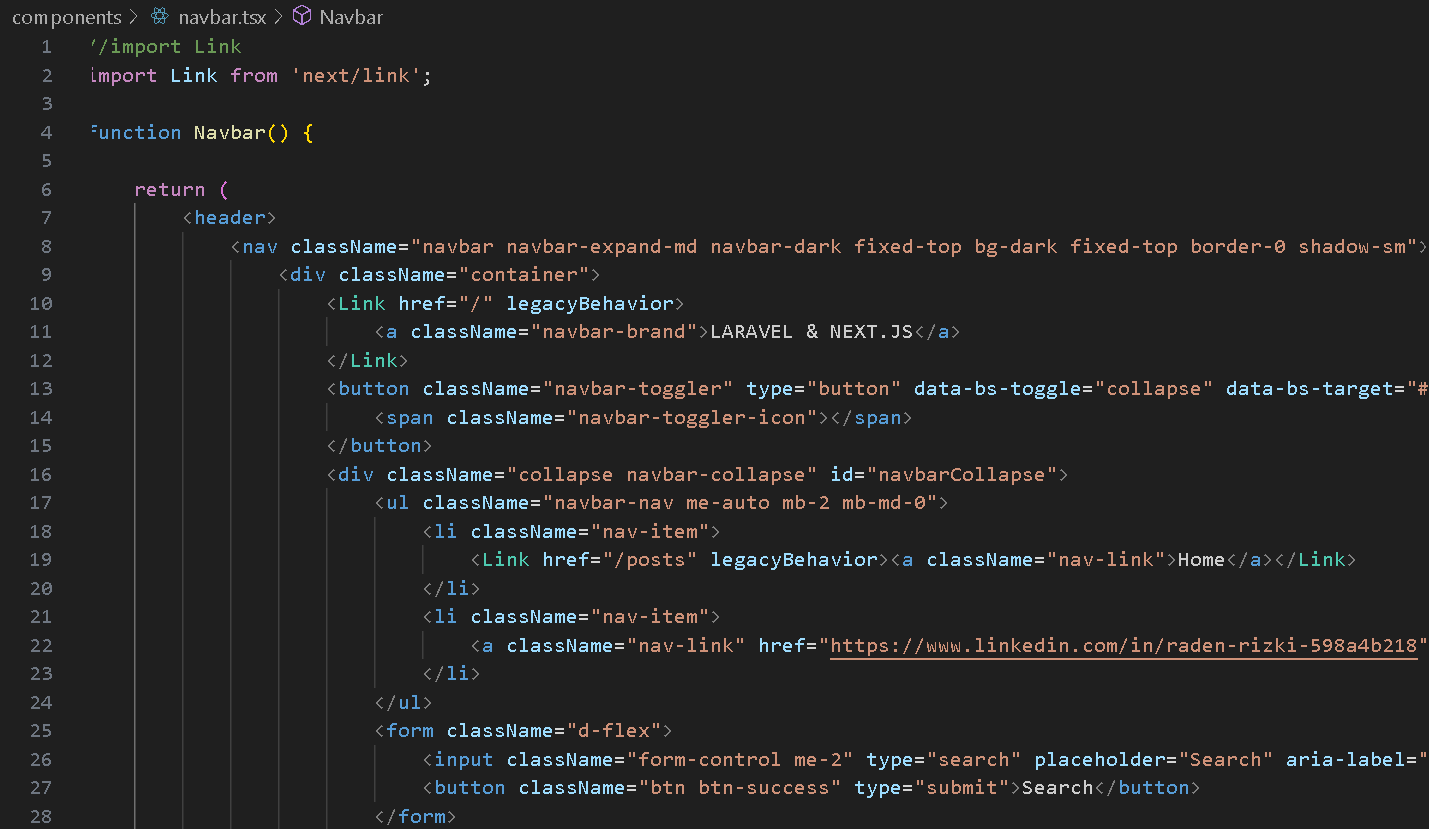 components > navbar.tsx > Navbar
1 //import Link
2 import Link from 'next/link';
3
4 function Navbar() {
5
6     return (
7         <header>
8             <nav className="navbar navbar-expand-md navbar-dark fixed-top bg-dark fixed-top border-0 shadow-sm">
9                 <div className="container">
10                     <Link href="/" legacyBehavior>
11                         <a className="navbar-brand">LARAVEL & NEXT.JS</a>
12                     </Link>
13                     <button className="navbar-toggler" type="button" data-bs-toggle="collapse" data-bs-target="#
14                         <span className="navbar-toggler-icon"></span>
15                     </button>
16                     <div className="collapse navbar-collapse" id="navbarCollapse">
17                         <ul className="navbar-nav me-auto mb-2 mb-md-0">
18                             <li className="nav-item">
19                                 <Link href="/posts" legacyBehavior><a className="nav-link">Home</a></Link>
20                             </li>
21                             <li className="nav-item">
22                                 <a className="nav-link" href="https://www.linkedin.com/in/raden-rizki-598a4b218"
23                             </li>
24                         </ul>
25                         <form className="d-flex">
26                             <input className="form-control me-2" type="search" placeholder="Search" aria-label="
27                             <button className="btn btn-success" type="submit">Search</button>
28                         </form>